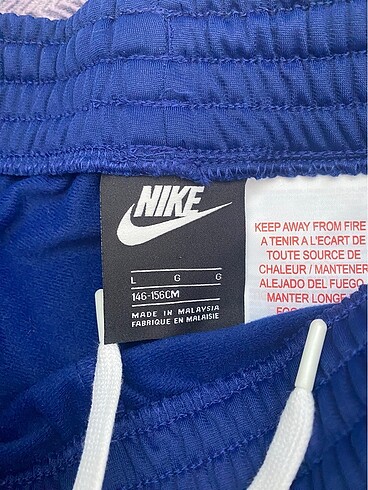 NIKE
L G G
146-156CM
MADE IN MALAYSIA
FABRIQUE EN MALAISIE
KEEP AWAY FROM FIRE
A TENIR A L'ECART DE
TOUTE SOURCE DE
CHALEUR / MANTENER
ALEJADO DEL FUEGO
MANTER LONGE